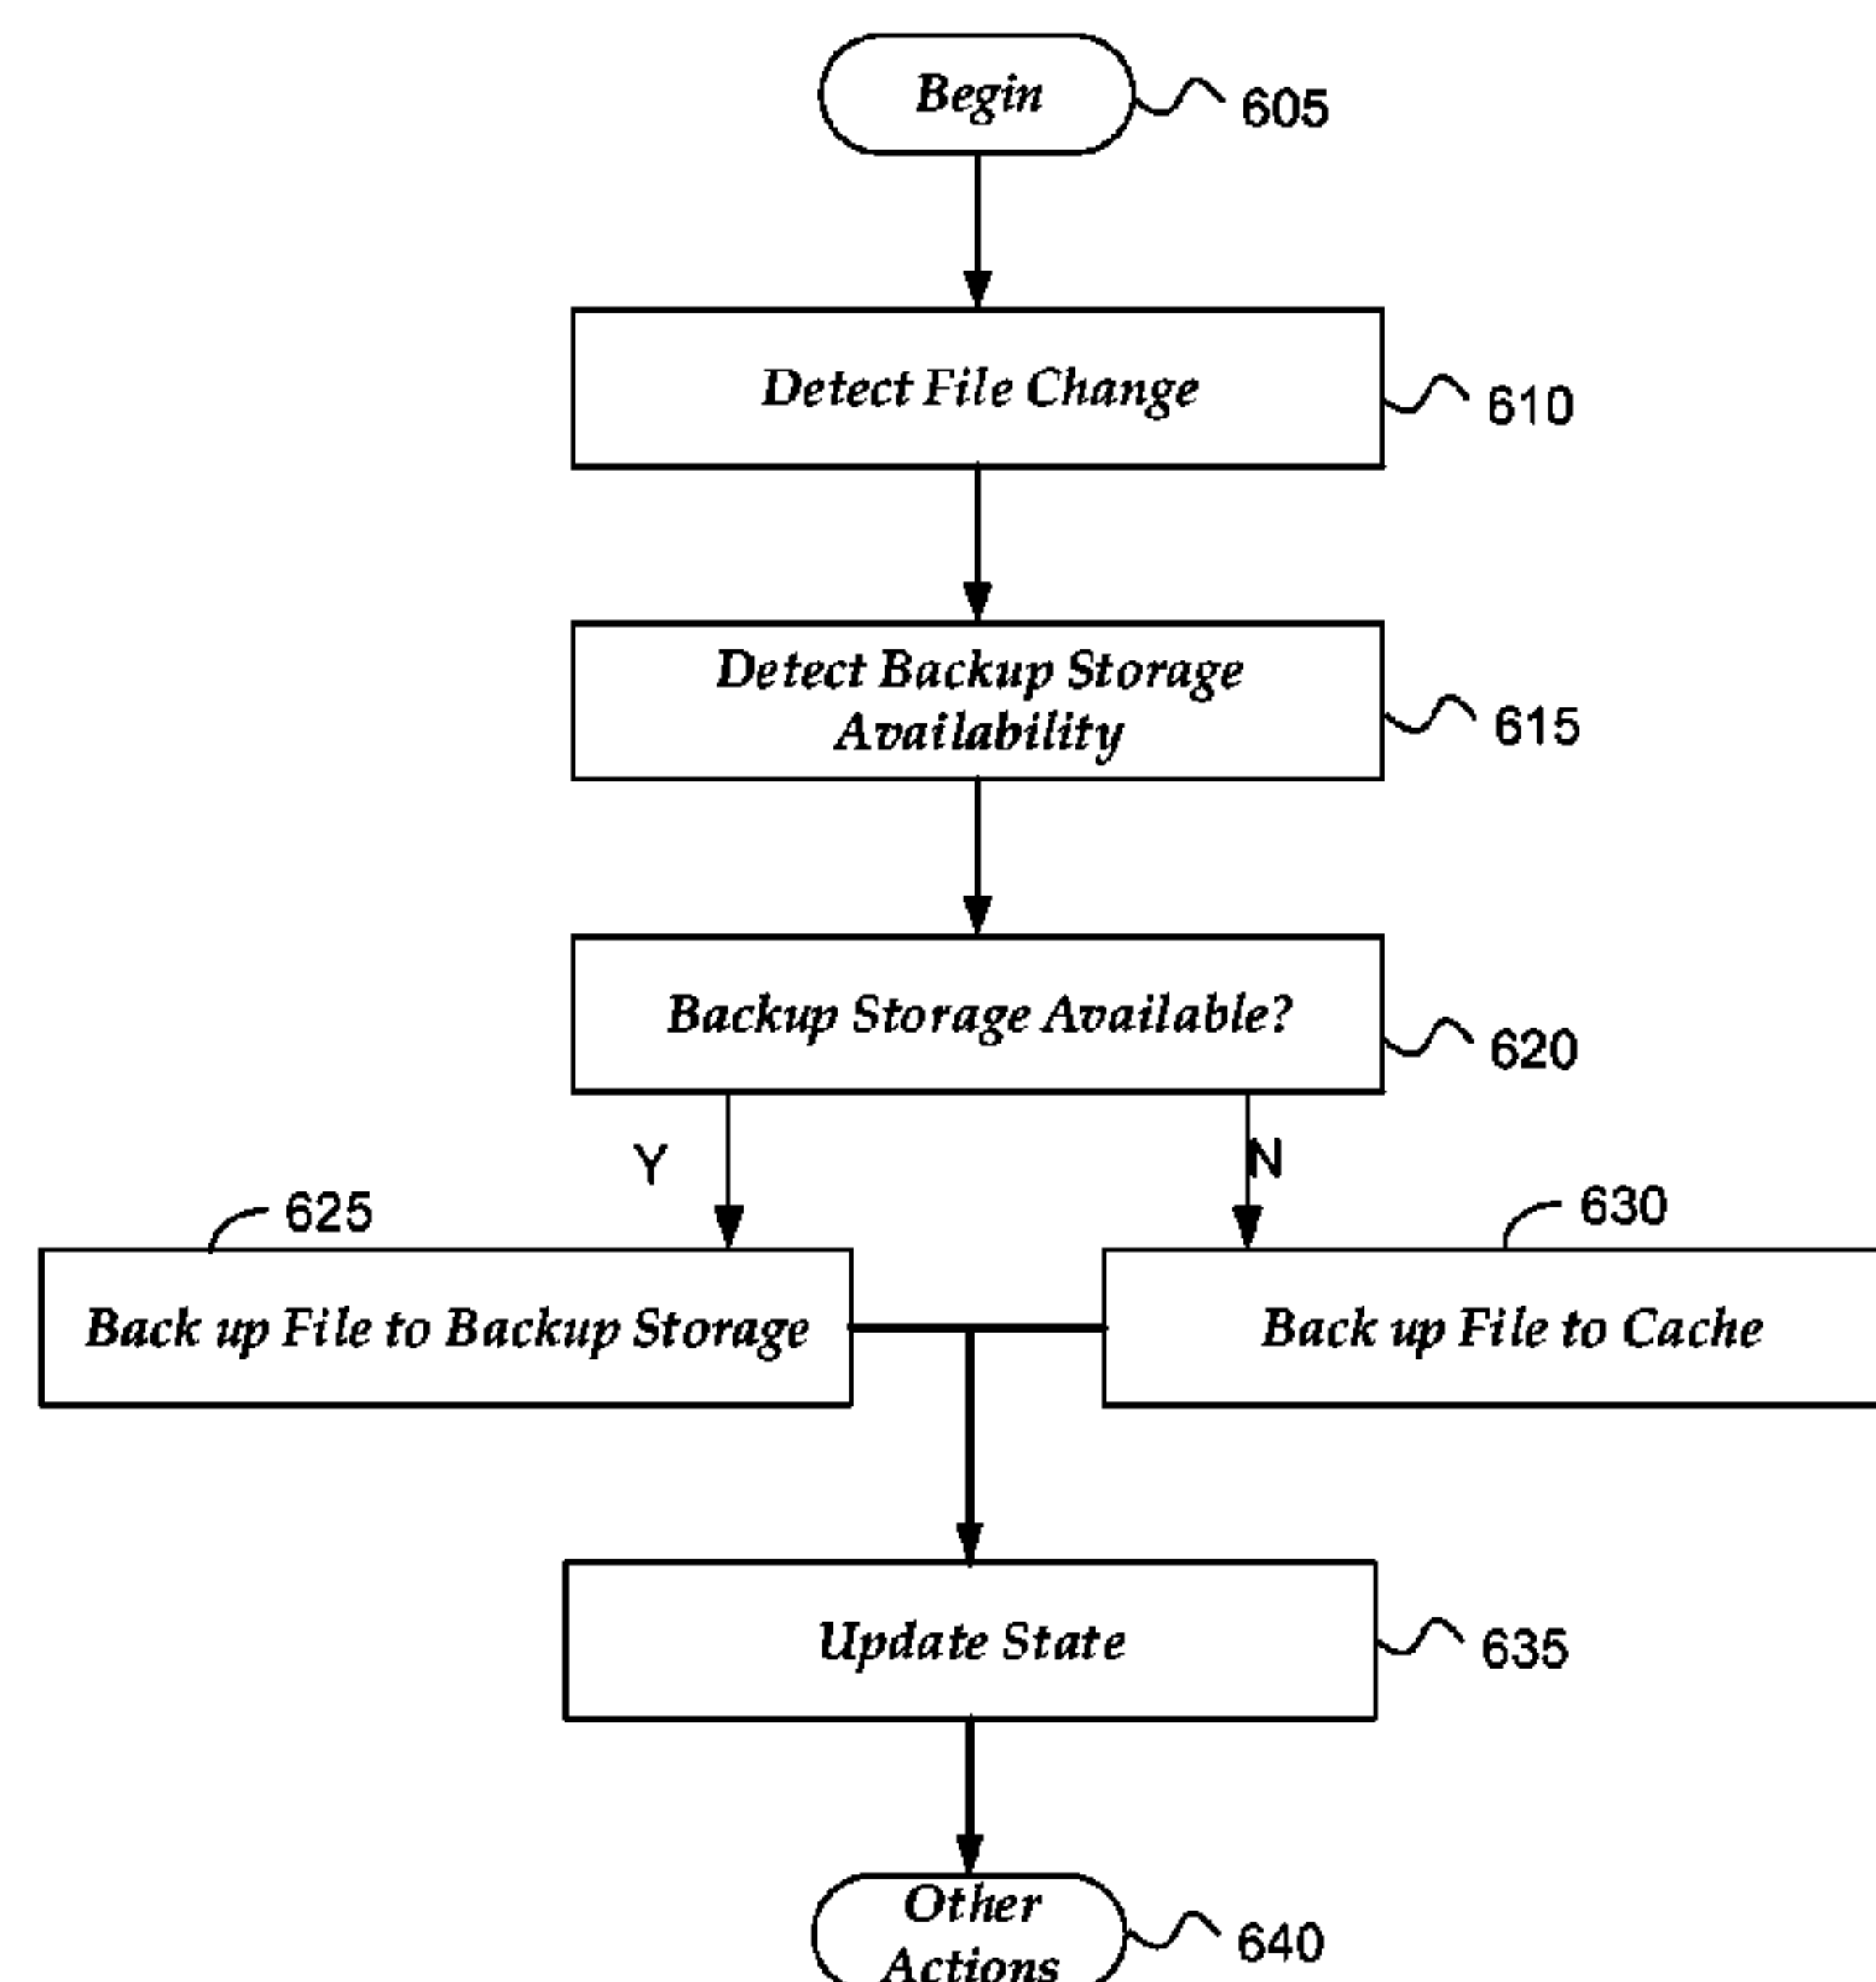 Begin
605
Detect File Change
610
Detect Backup Storage
Availability
615
Backup Storage Available?
620
Y
N
625
630
Back up File to Backup Storage
Back up File to Cache
Update State
635
Other
Actions
640